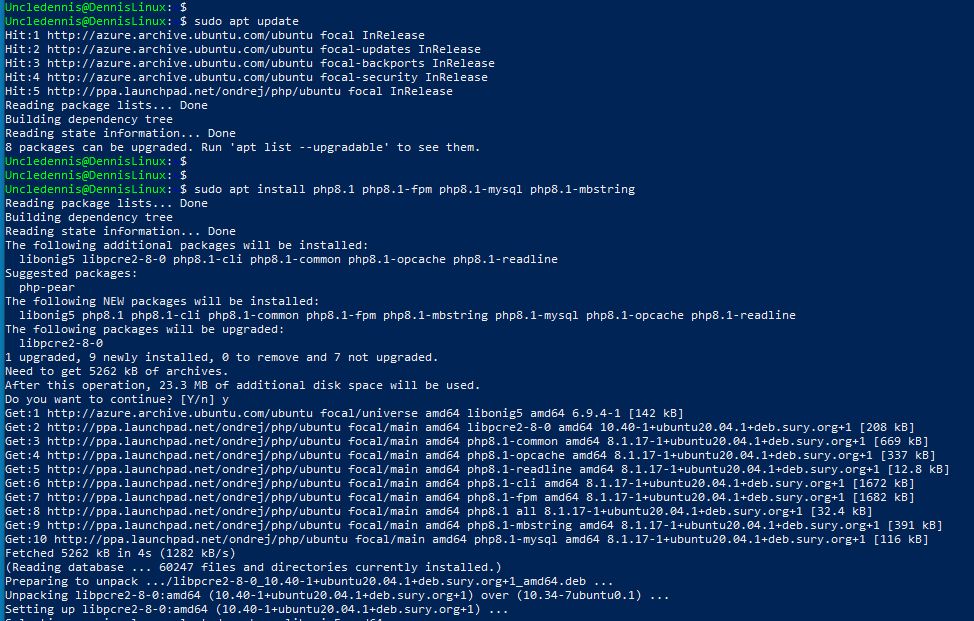 Uncledennis@DennisLinux: $
Uncledennis@DennisLinux: $ sudo apt update
Hit:1 http://azure.archive.ubuntu.com/ubuntu focal InRelease
Hit:2 http://azure.archive.ubuntu.com/ubuntu focal-updates InRelease
Hit:3 http://azure.archive.ubuntu.com/ubuntu focal-backports InRelease
Hit:4 http://azure.archive.ubuntu.com/ubuntu focal-security InRelease
Hit:5 http://ppa.launchpad.net/ondrej/php/ubuntu focal InRelease
Reading package lists... Done
Building dependency tree
Reading state information... Done
8 packages can be upgraded. Run 'apt list --upgradable' to see them.
Uncledennis@DennisLinux: $
Uncledennis@DennisLinux: $
Uncledennis@DennisLinux: $ sudo apt install php8.1 php8.1-fpm php8.1-mysql php8.1-mbstring
Reading package lists... Done
Building dependency tree
Reading state information... Done
The following additional packages will be installed:
  libonig5 libpcre2-8-0 php8.1-cli php8.1-common php8.1-opcache php8.1-readline
Suggested packages:
  php-pear
The following NEW packages will be installed:
  libonig5 php8.1 php8.1-cli php8.1-common php8.1-fpm php8.1-mbstring php8.1-mysql php8.1-opcache php8.1-readline
The following packages will be upgraded:
  libpcre2-8-0
1 upgraded, 9 newly installed, 0 to remove and 7 not upgraded.
Need to get 5262 kB of archives.
After this operation, 23.3 MB of additional disk space will be used.
Do you want to continue? [Y/n] y
Get:1 http://azure.archive.ubuntu.com/ubuntu focal/universe amd64 libonig5 amd64 6.9.4-1 [142 kB]
Get:2 http://ppa.launchpad.net/ondrej/php/ubuntu focal/main amd64 libpcre2-8-0 amd64 10.40-1+ubuntu20.04.1+deb.sury.org+1 [208 kB]
Get:3 http://ppa.launchpad.net/ondrej/php/ubuntu focal/main amd64 php8.1-common amd64 8.1.17-1+ubuntu20.04.1+deb.sury.org+1 [669 kB]
Get:4 http://ppa.launchpad.net/ondrej/php/ubuntu focal/main amd64 php8.1-opcache amd64 8.1.17-1+ubuntu20.04.1+deb.sury.org+1 [337 kB]
Get:5 http://ppa.launchpad.net/ondrej/php/ubuntu focal/main amd64 php8.1-readline amd64 8.1.17-1+ubuntu20.04.1+deb.sury.org+1 [12.8 kB]
Get:6 http://ppa.launchpad.net/ondrej/php/ubuntu focal/main amd64 php8.1-cli amd64 8.1.17-1+ubuntu20.04.1+deb.sury.org+1 [1672 kB]
Get:7 http://ppa.launchpad.net/ondrej/php/ubuntu focal/main amd64 php8.1-fpm amd64 8.1.17-1+ubuntu20.04.1+deb.sury.org+1 [1682 kB]
Get:8 http://ppa.launchpad.net/ondrej/php/ubuntu focal/main amd64 php8.1 all 8.1.17-1+ubuntu20.04.1+deb.sury.org+1 [32.4 kB]
Get:9 http://ppa.launchpad.net/ondrej/php/ubuntu focal/main amd64 php8.1-mbstring amd64 8.1.17-1+ubuntu20.04.1+deb.sury.org+1 [391 kB]
Get:10 http://ppa.launchpad.net/ondrej/php/ubuntu focal/main amd64 php8.1-mysql amd64 8.1.17-1+ubuntu20.04.1+deb.sury.org+1 [116 kB]
Fetched 5262 kB in 4s (1282 kB/s)
(Reading database ... 60247 files and directories currently installed.)
Preparing to unpack .../libpcre2-8-0_10.40-1+ubuntu20.04.1+deb.sury.org+1_amd64.deb ...
Unpacking libpcre2-8-0:amd64 (10.40-1+ubuntu20.04.1+deb.sury.org+1) over (10.34-7ubuntu0.1) ...
Setting up libpcre2-8-0:amd64 (10.40-1+ubuntu20.04.1+deb.sury.org+1) ...